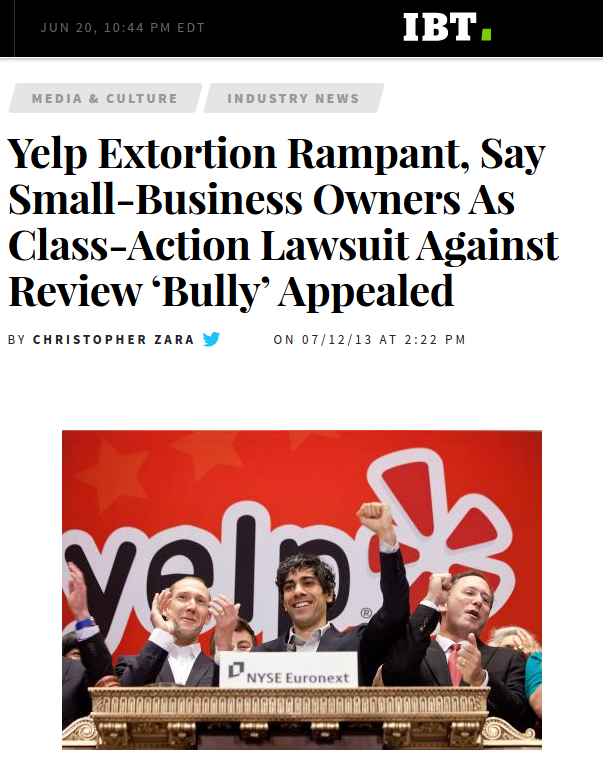 JUN 20, 10:44 PM EDT
IBT.
MEDIA & CULTURE
INDUSTRY NEWS
Yelp Extortion Rampant, Say
Small-Business Owners As
Class-Action Lawsuit Against
Review ‘Bully’ Appealed
BY CHRISTOPHER ZARA
ON 07/12/13 AT 2:22 PM
yelp
®
NYSE Euronext